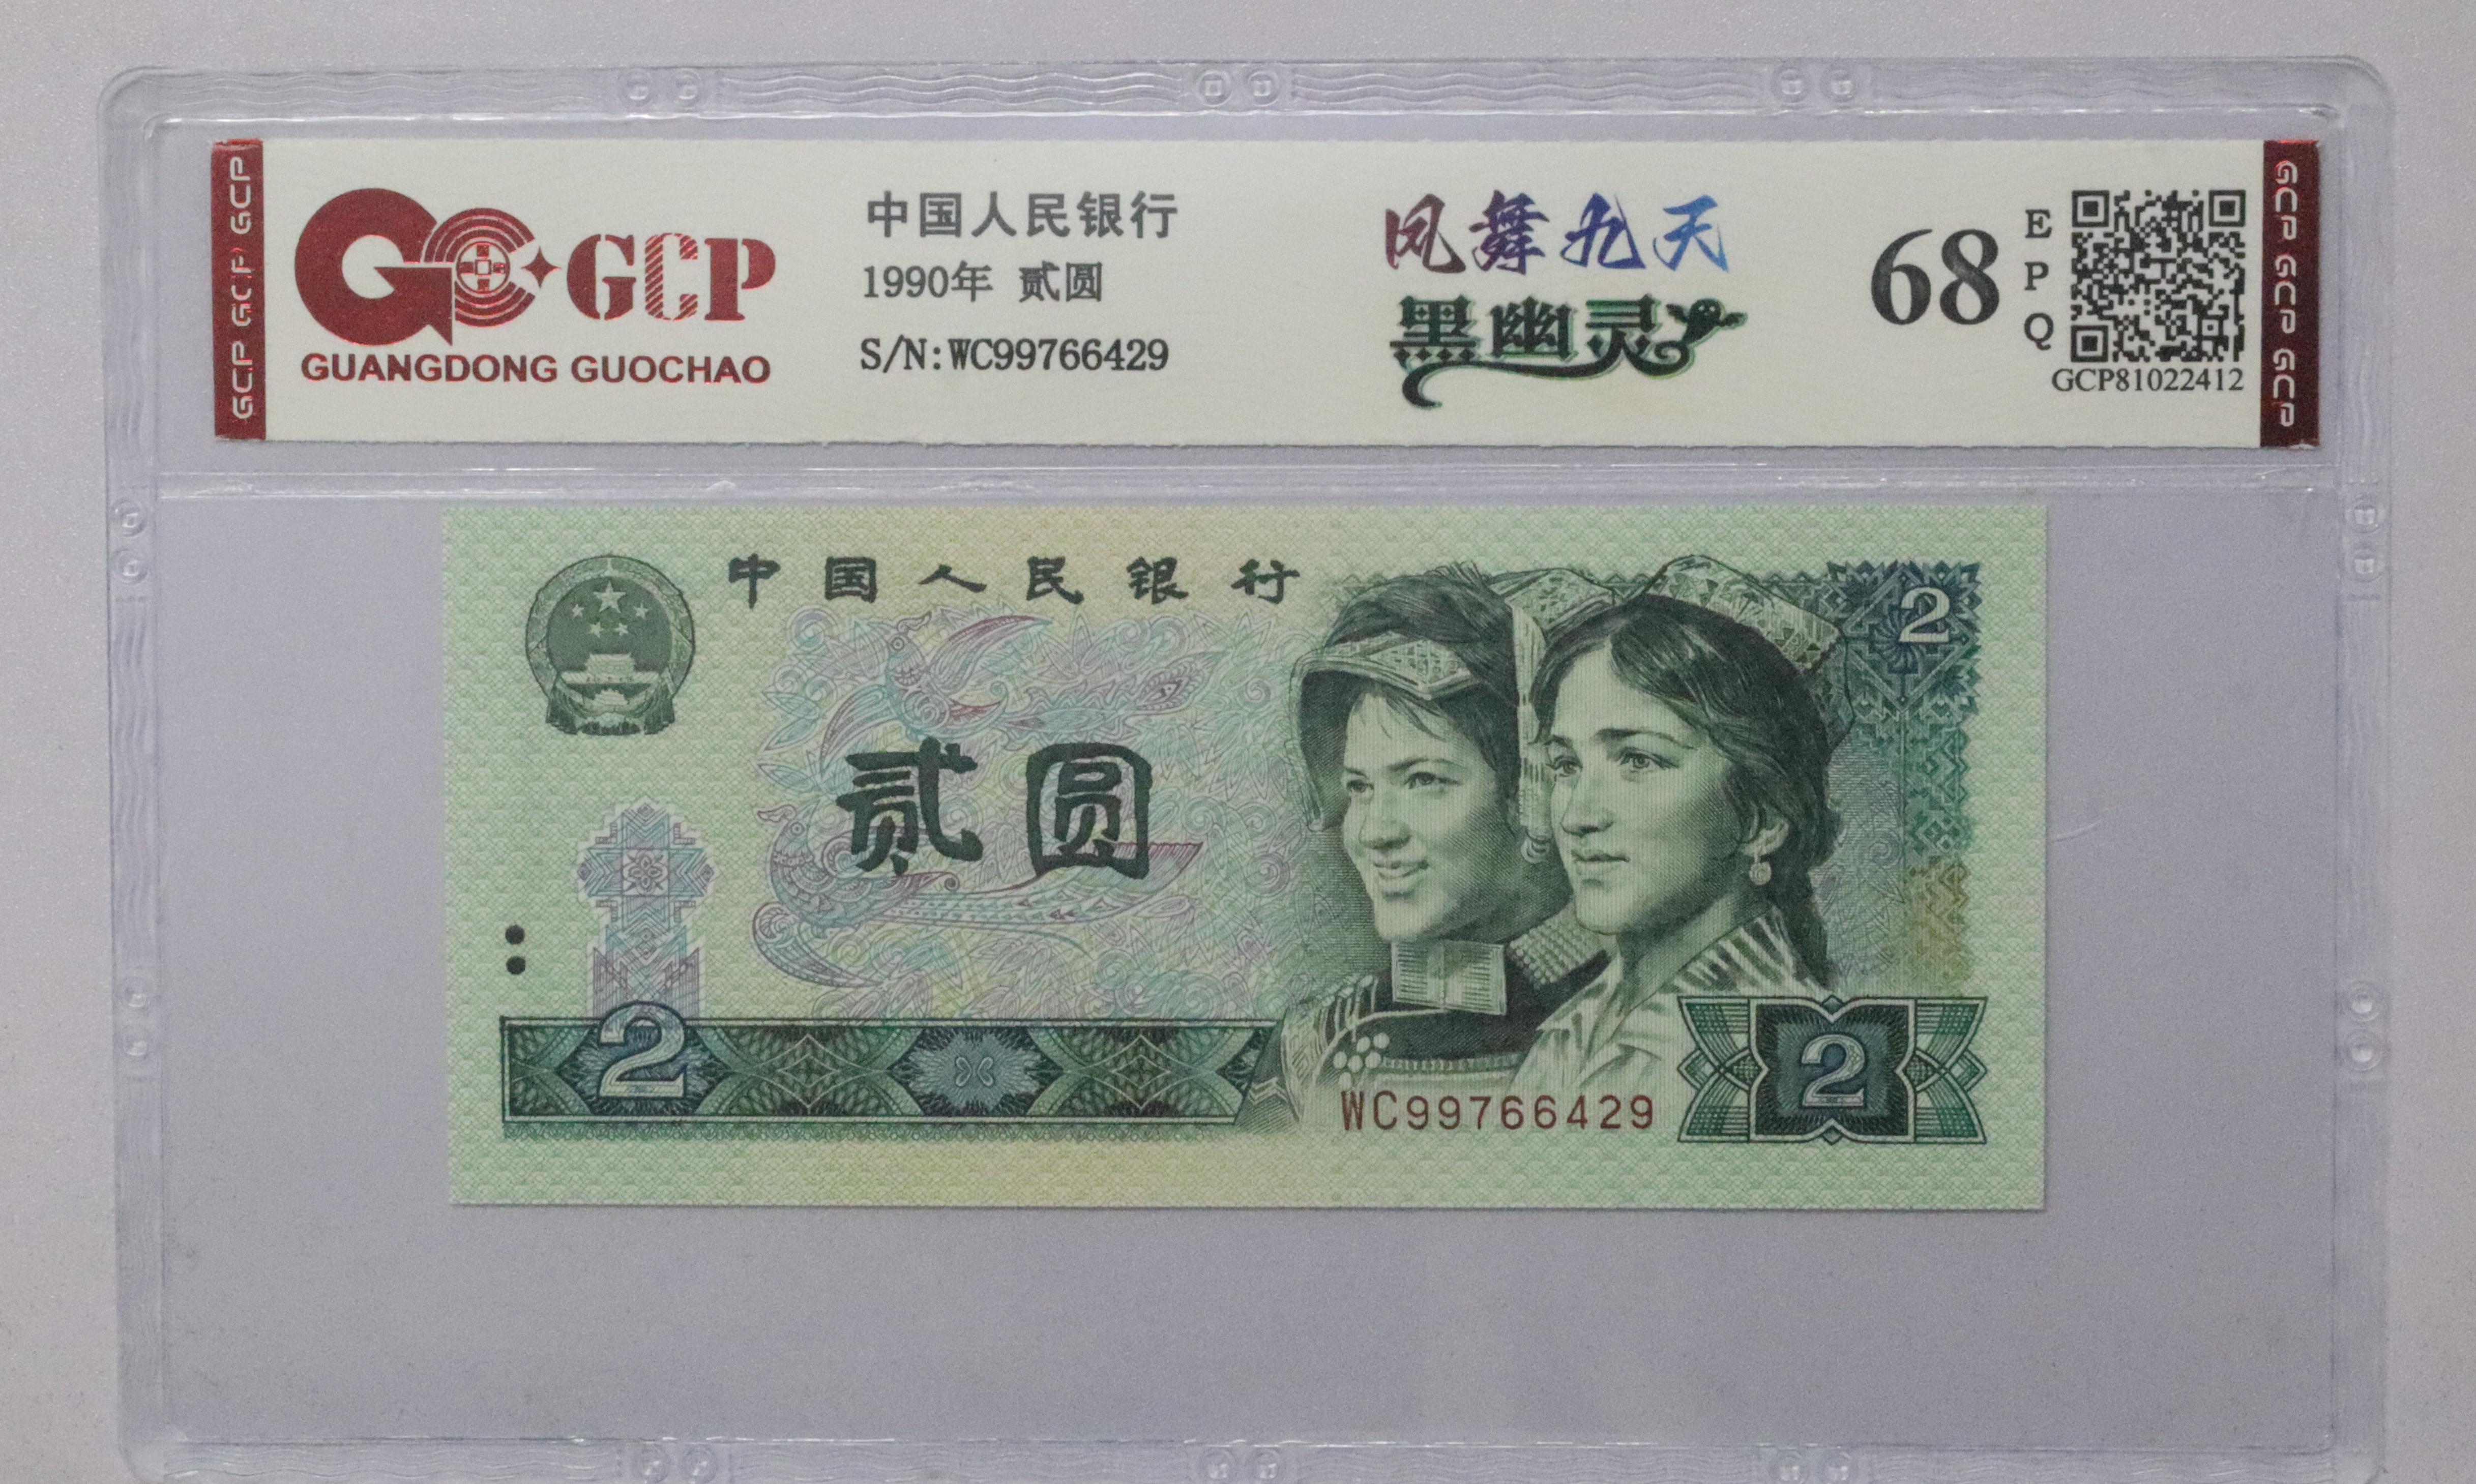 GCP GCP GCP
GCP
GUANGDONG GUOCHAO
中国人民银行
1990年 贰圆
S/N:WC99766429
凤舞九天
黑幽灵
68
EPQ
GCP81022412
GCP GCP GCP
中国人民银行
2
贰圆
2
WC99766429
2